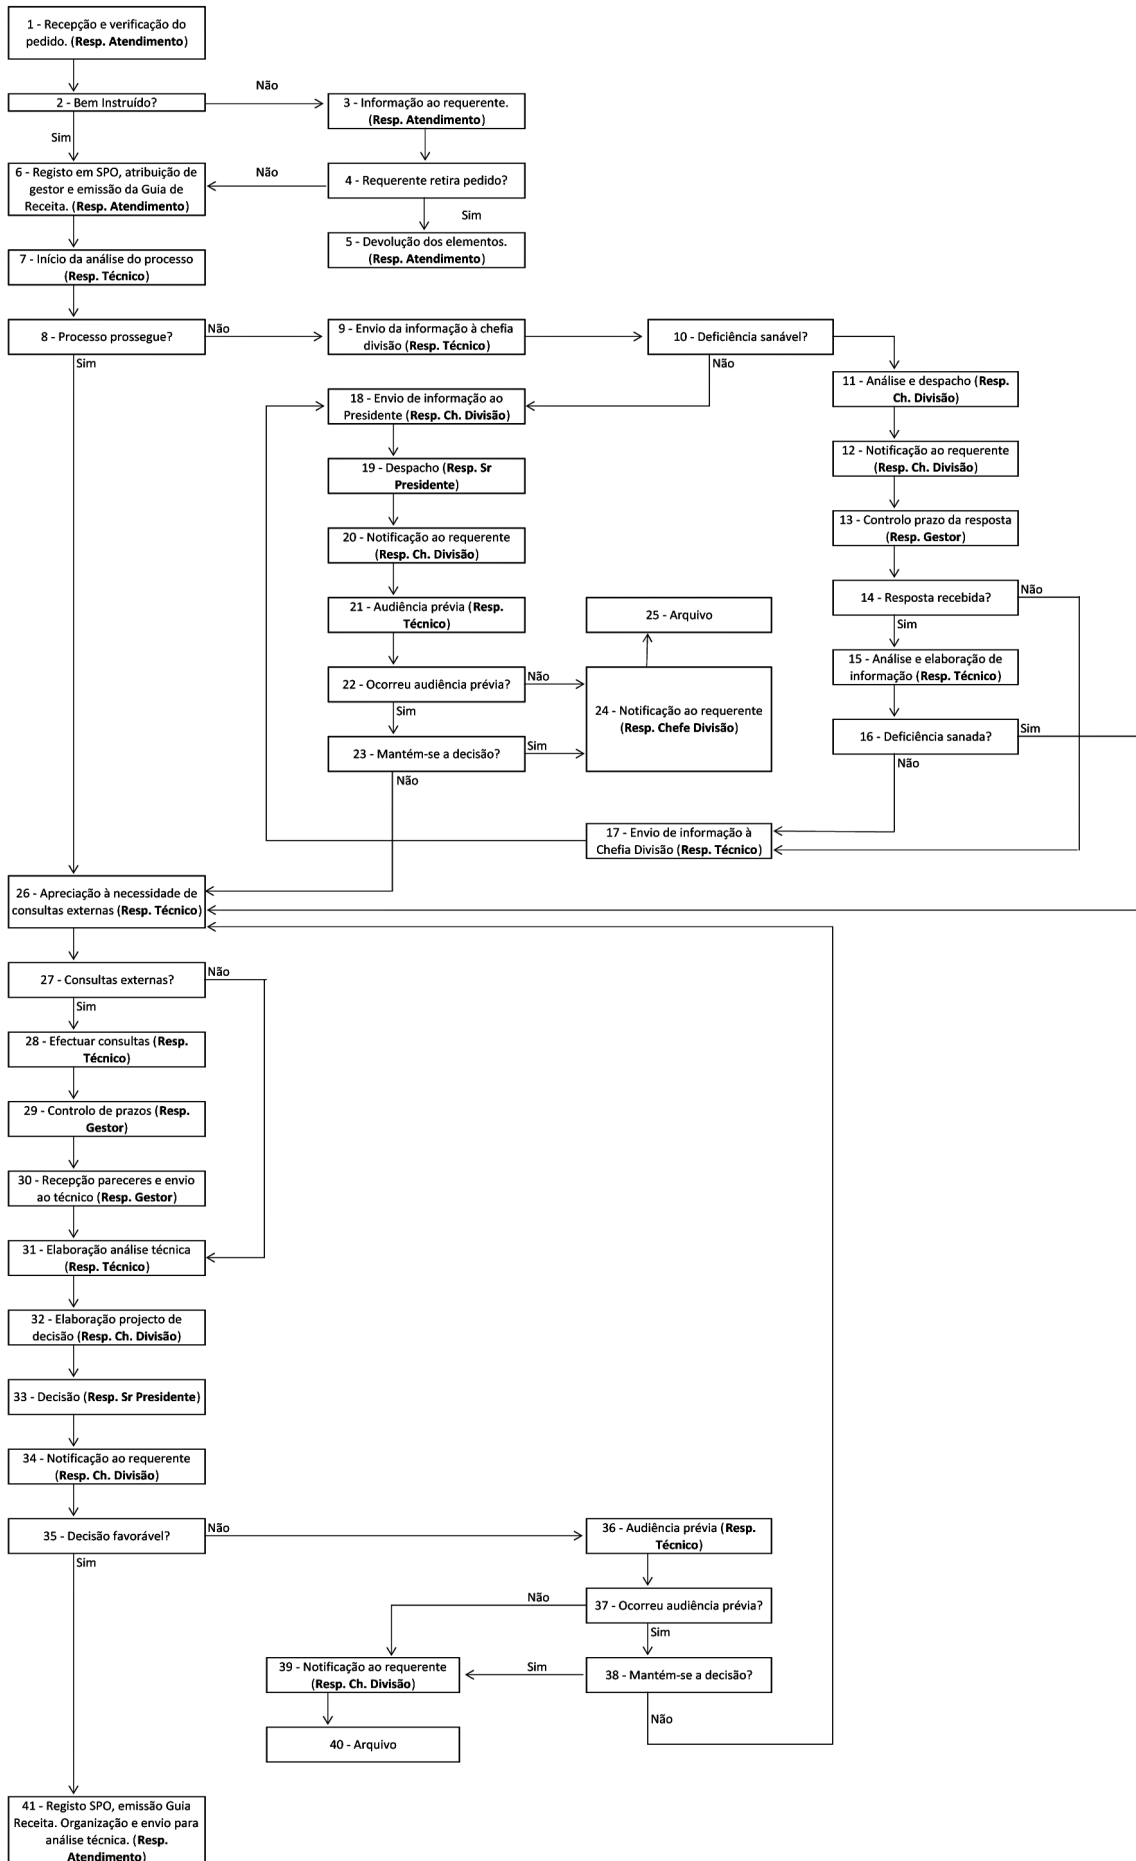 1 - Recepção e verificação do
pedido. (Resp. Atendimento)
Não
2 - Bem Instruído?
3 - Informação ao requerente.
(Resp. Atendimento)
Sim
6 - Registo em SPO, atribuição de
gestor e emissão da Guia de
Receita. (Resp. Atendimento)
Não
4 - Requerente retira pedido?
Sim
5 - Devolução dos elementos.
(Resp. Atendimento)
7 - Início da análise do processo
(Resp. Técnico)
8 - Processo prossegue?
Não
Sim
9 - Envio da informação à chefia
divisão (Resp. Técnico)
10 - Deficiência sanável?
Não
11 - Análise e despacho (Resp.
Ch. Divisão)
18 - Envio de informação ao
Presidente (Resp. Ch. Divisão)
12 - Notificação ao requerente
(Resp. Ch. Divisão)
19 - Despacho (Resp. Sr
Presidente)
13 - Controlo prazo da resposta
(Resp. Gestor)
20 - Notificação ao requerente
(Resp. Ch. Divisão)
14 - Resposta recebida?
Não
Sim
21 - Audiência prévia (Resp.
Técnico)
25 - Arquivo
15 - Análise e elaboração de
informação (Resp. Técnico)
22 - Ocorreu audiência prévia?
Não
Sim
24 - Notificação ao requerente
(Resp. Chefe Divisão)
16 - Deficiência sanada?
Sim
Não
23 - Mantém-se a decisão?
Sim
Não
17 - Envio de informação à
Chefia Divisão (Resp. Técnico)
26 - Apreciação à necessidade de
consultas externas (Resp. Técnico)
27 - Consultas externas?
Não
Sim
28 - Efectuar consultas (Resp.
Técnico)
29 - Controlo de prazos (Resp.
Gestor)
30 - Recepção pareceres e envio
ao técnico (Resp. Gestor)
31 - Elaboração análise técnica
(Resp. Técnico)
32 - Elaboração projecto de
decisão (Resp. Ch. Divisão)
33 - Decisão (Resp. Sr Presidente)
34 - Notificação ao requerente
(Resp. Ch. Divisão)
35 - Decisão favorável?
Não
Sim
36 - Audiência prévia (Resp.
Técnico)
Não
37 - Ocorreu audiência prévia?
Sim
39 - Notificação ao requerente
(Resp. Ch. Divisão)
Sim
38 - Mantém-se a decisão?
Não
40 - Arquivo
41 - Registo SPO, emissão Guia
Receita. Organização e envio para
análise técnica. (Resp.
Atendimento)